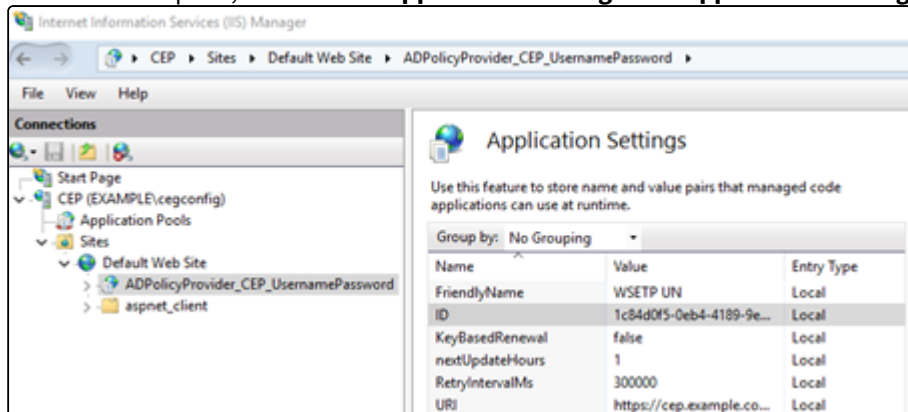 Internet Information Services (IIS) Manager
CEP ▸ Sites ▸ Default Web Site ▸ ADPolicyProvider_CEP_UsernamePassword ▸
File View Help
Connections
Start Page
CEP (EXAMPLE\cegconfig)
Application Pools
Sites
Default Web Site
ADPolicyProvider_CEP_UsernamePassword
aspnet_client
Application Settings
Use this feature to store name and value pairs that managed code
applications can use at runtime.
Group by: No Grouping
Name Value Entry Type
FriendlyName WSETP UN Local
ID 1c84d0f5-0eb4-4189-9e... Local
KeyBasedRenewal false Local
nextUpdateHours 1 Local
RetryIntervalMs 300000 Local
URI https://cep.example.co... Local